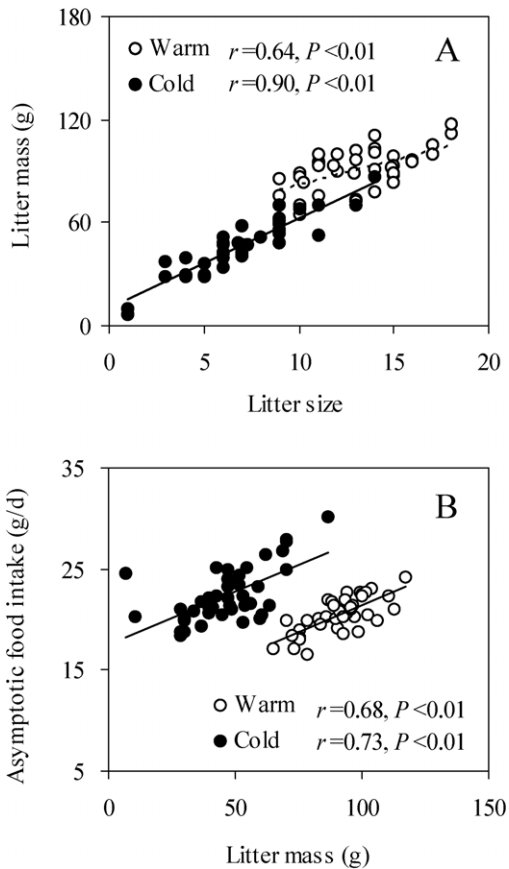 180
Warm r=0.64, P<0.01
A
Cold r=0.90, P<0.01
120
Litter mass (g)
60
0
0 5 10 15 20
Litter size
35
B
25
Asymptotic food intake (g/d)
15
Warm r=0.68, P<0.01
Cold r=0.73, P<0.01
5
0 50 100 150
Litter mass (g)